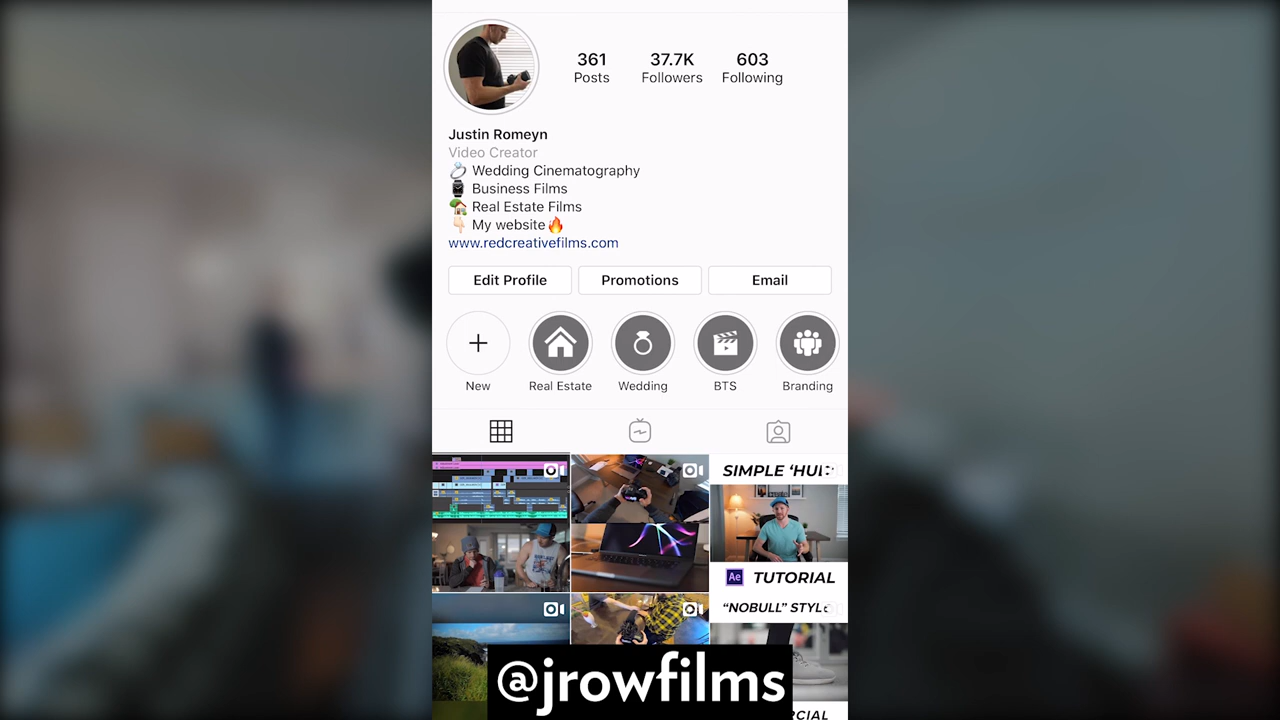 361
Posts
37.7K
Followers
603
Following
Justin Romeyn
Video Creator
💍 Wedding Cinematography
⌚ Business Films
🏡 Real Estate Films
👇🏻 My website🔥
www.redcreativefilms.com
Edit Profile
Promotions
Email
New
Real Estate
Wedding
BTS
Branding
SIMPLE
Ae TUTORIAL
“NOBULL”
@jrowfilms